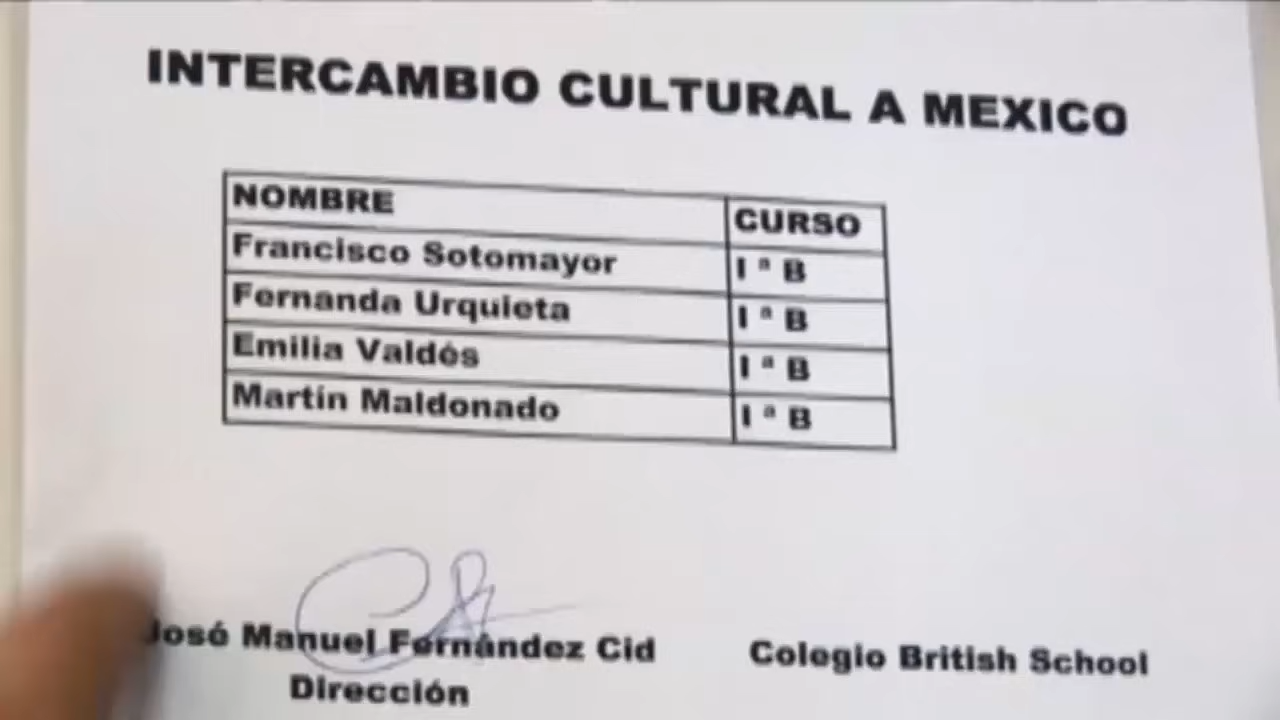 INTERCAMBIO CULTURAL A MEXICO
NOMBRE CURSO
Francisco Sotomayor I ª B
Fernanda Urquieta I ª B
Emilia Valdés I ª B
Martín Maldonado I ª B
José Manuel Fernández Cid Colegio British School
Dirección